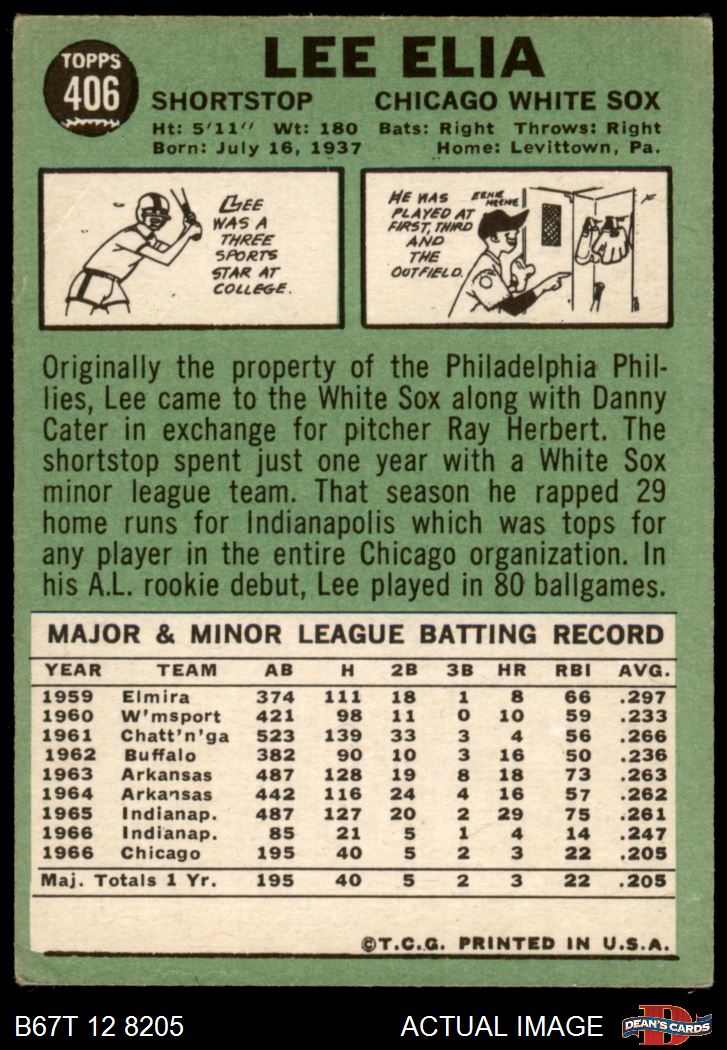 TOPPS
406
LEE ELIA
SHORTSTOP CHICAGO WHITE SOX
Ht: 5'11" Wt: 180 Bats: Right Throws: Right
Born: July 16, 1937 Home: Levittown, Pa.
LEE
WAS A
THREE
SPORTS
STAR AT
COLLEGE.
HE WAS
PLAYED AT
FIRST, THIRD
AND
THE
OUTFIELD.
EENIE
MEENIE
Originally the property of the Philadelphia Phil-
lies, Lee came to the White Sox along with Danny
Cater in exchange for pitcher Ray Herbert. The
shortstop spent just one year with a White Sox
minor league team. That season he rapped 29
home runs for Indianapolis which was tops for
any player in the entire Chicago organization. In
his A.L. rookie debut, Lee played in 80 ballgames.
MAJOR & MINOR LEAGUE BATTING RECORD
YEAR TEAM AB H 2B 3B HR RBI AVG.
1959 Elmira 374 111 18 1 8 66 .297
1960 W'msport 421 98 11 0 10 59 .233
1961 Chatt'n'ga 523 139 33 3 4 56 .266
1962 Buffalo 382 90 10 3 16 50 .236
1963 Arkansas 487 128 19 8 18 73 .263
1964 Arkansas 442 116 24 4 16 57 .262
1965 Indianap. 487 127 20 2 29 75 .261
1966 Indianap. 85 21 5 1 4 14 .247
1966 Chicago 195 40 5 2 3 22 .205
Maj. Totals 1 Yr. 195 40 5 2 3 22 .205
©T.C.G. PRINTED IN U.S.A.
B67T 12 8205 ACTUAL IMAGE
D
DEAN'S CARDS